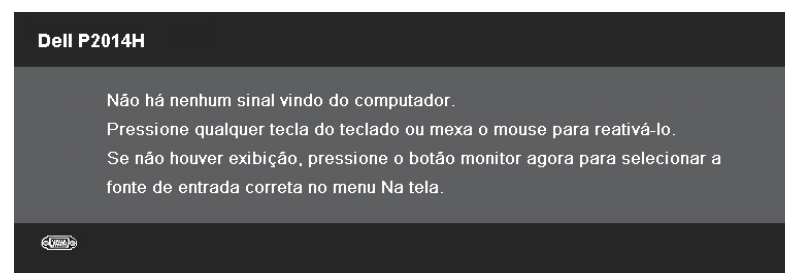 Dell P2014H
Não há nenhum sinal vindo do computador.
Pressione qualquer tecla do teclado ou mexa o mouse para reativá-lo.
Se não houver exibição, pressione o botão monitor agora para selecionar a
fonte de entrada correta no menu Na tela.